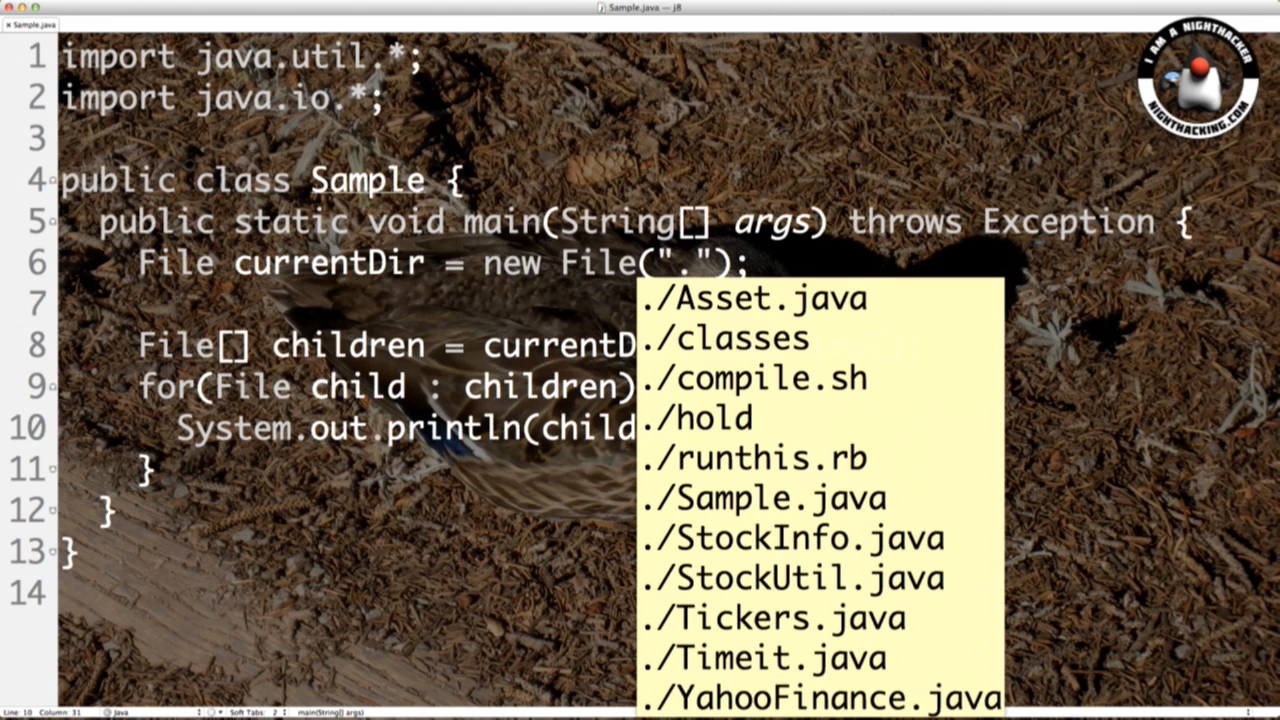 Sample.java — j8
Sample.java
I AM A NIGHTHACKER
NIGHTHACKING.COM
1 import java.util.*;
2 import java.io.*;
3
4 public class Sample {
5 public static void main(String[] args) throws Exception {
6 File currentDir = new File(".");
7
8 File[] children = currentD
9 for(File child : children)
10 System.out.println(child
11 }
12 }
13 }
14
./Asset.java
./classes
./compile.sh
./hold
./runthis.rb
./Sample.java
./StockInfo.java
./StockUtil.java
./Tickers.java
./Timeit.java
./YahooFinance.java
Line: 10 Column: 31 Java Soft Tabs: 2 main(String[] args)